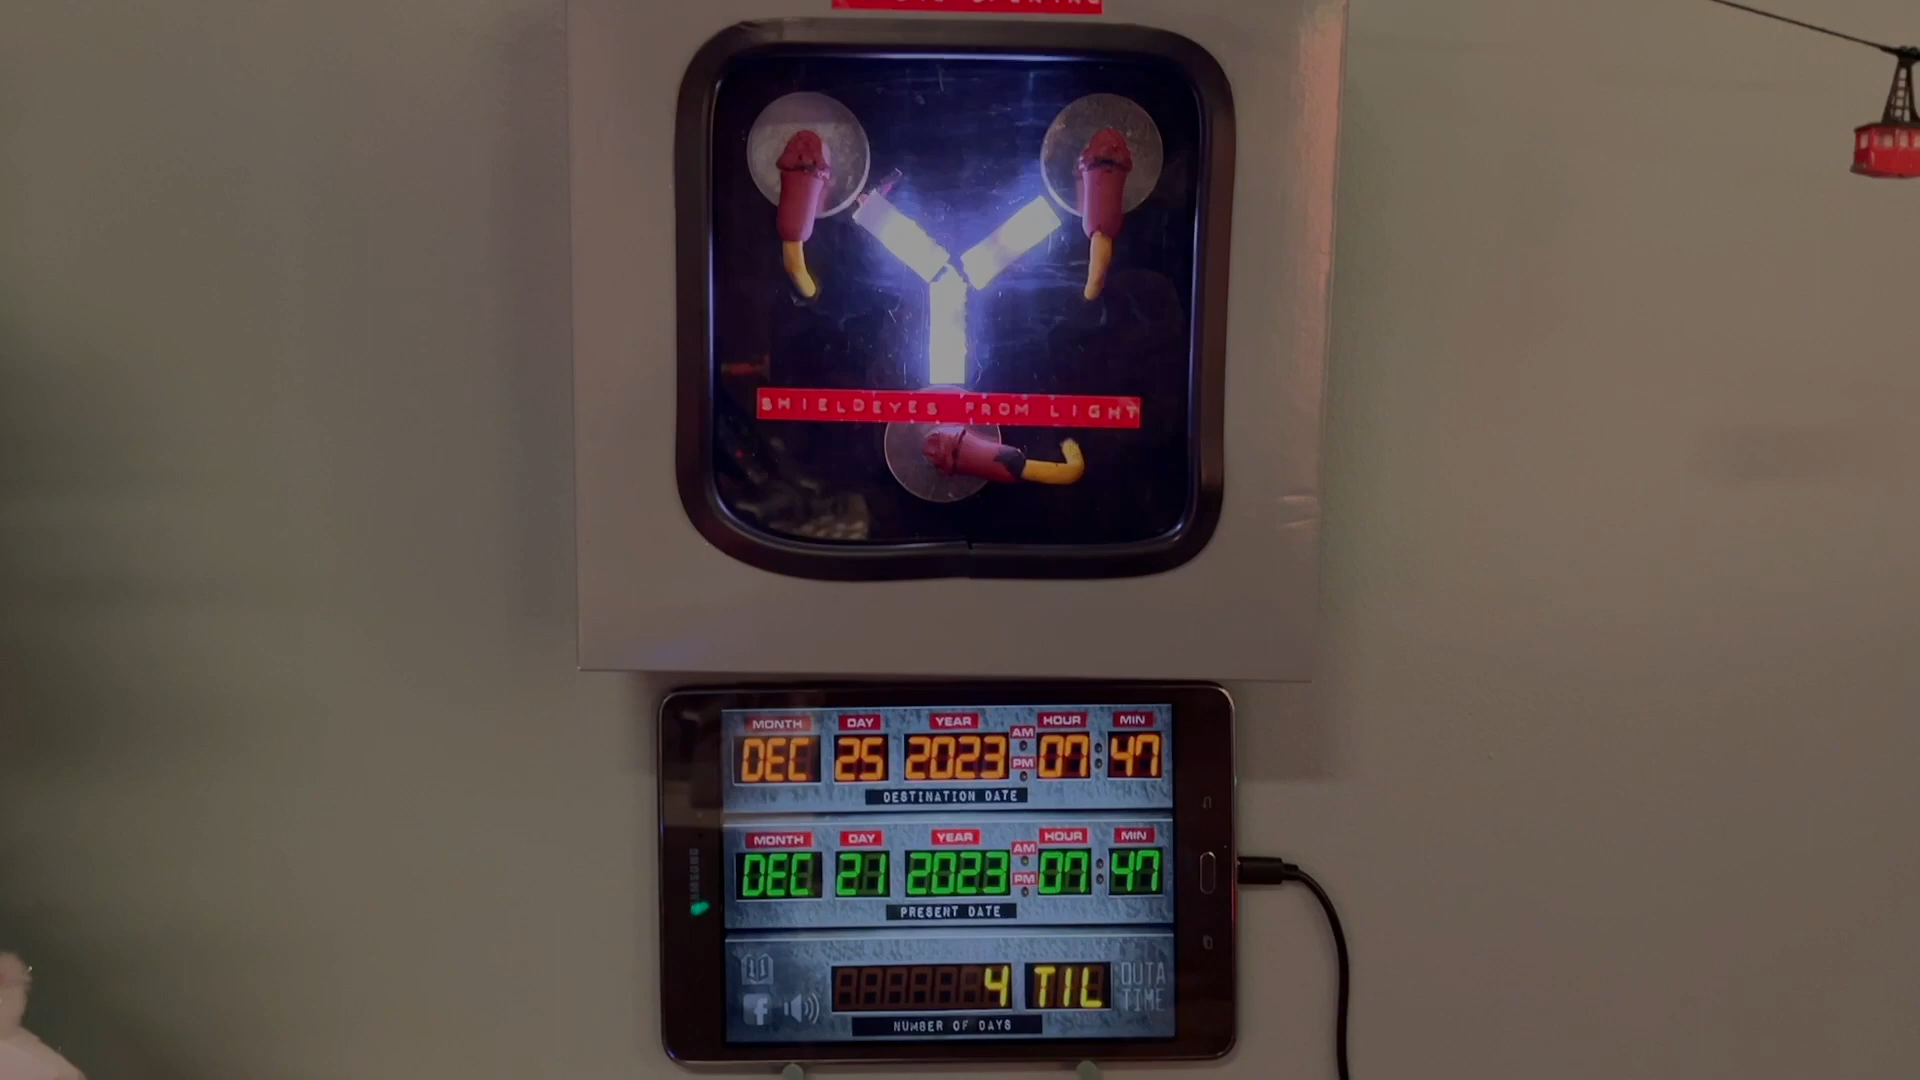 SHIELDEYES FROM LIGHT
MONTH DAY YEAR AM HOUR MIN
DEC 25 2023 PM 07:47
DESTINATION DATE
MONTH DAY YEAR AM HOUR MIN
DEC 21 2023 PM 07:47
PRESENT DATE
4 TIL OUTA TIME
NUMBER OF DAYS
SAMSUNG